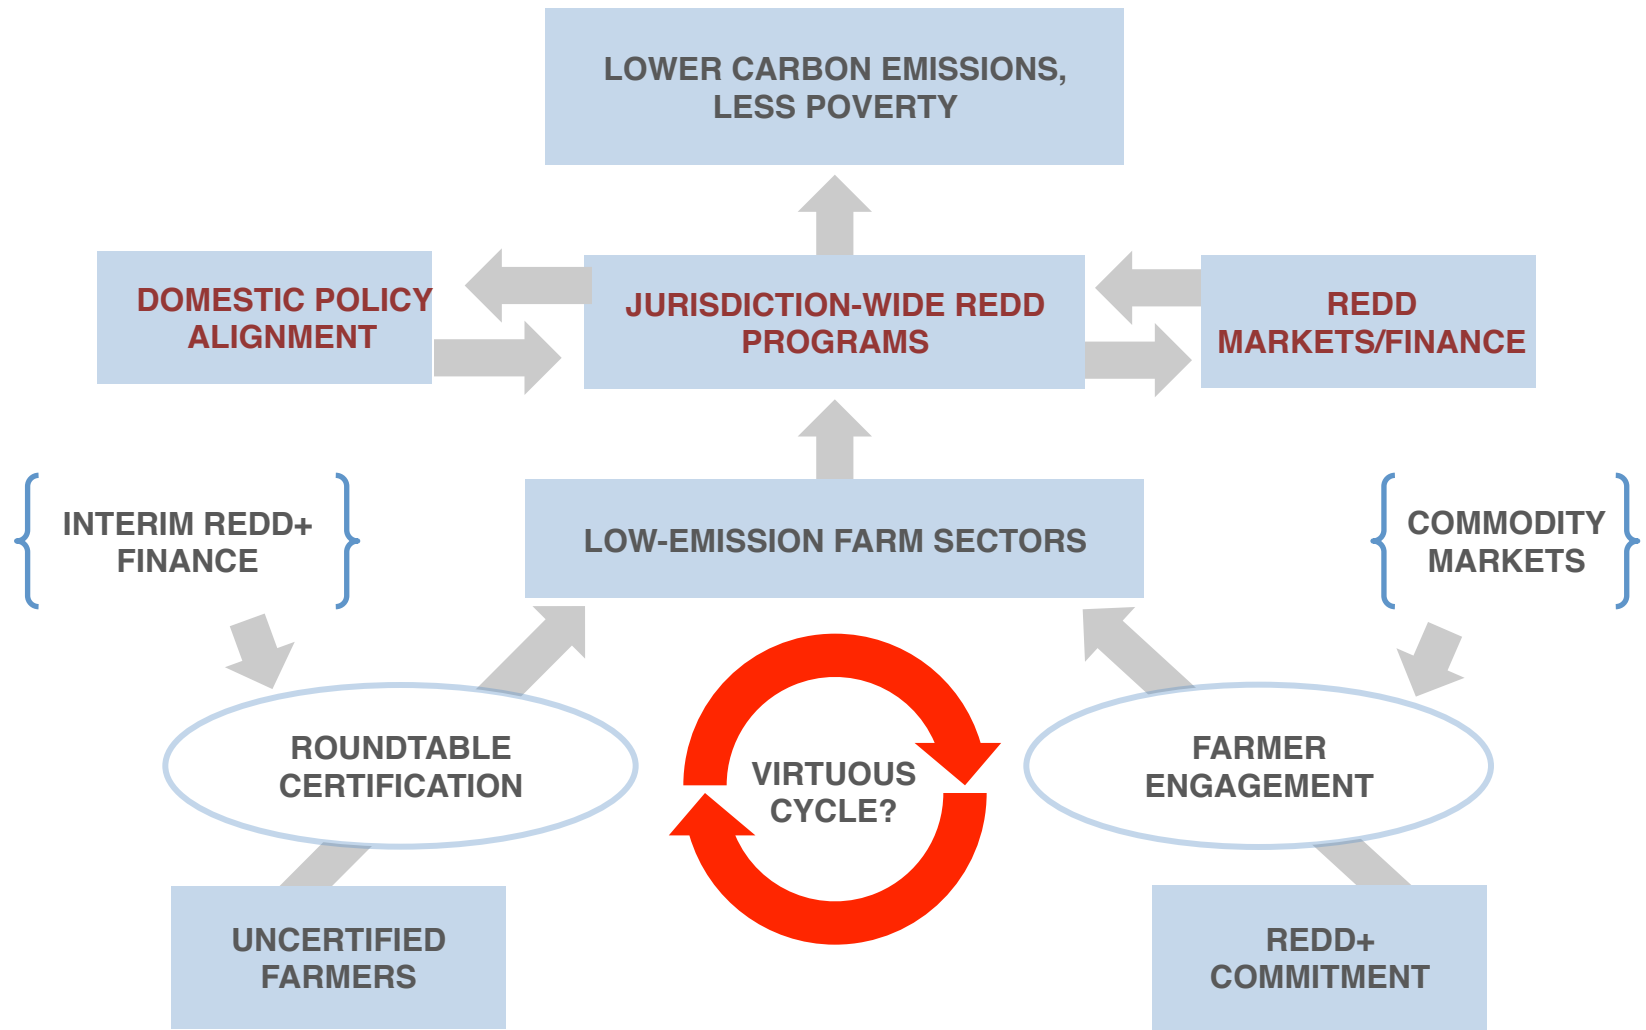 LOWER CARBON EMISSIONS,
LESS POVERTY
DOMESTIC POLICY
ALIGNMENT
JURISDICTION-WIDE REDD
PROGRAMS
REDD
MARKETS/FINANCE
INTERIM REDD+
FINANCE
LOW-EMISSION FARM SECTORS
COMMODITY
MARKETS
ROUNDTABLE
CERTIFICATION
VIRTUOUS
CYCLE?
FARMER
ENGAGEMENT
UNCERTIFIED
FARMERS
REDD+
COMMITMENT